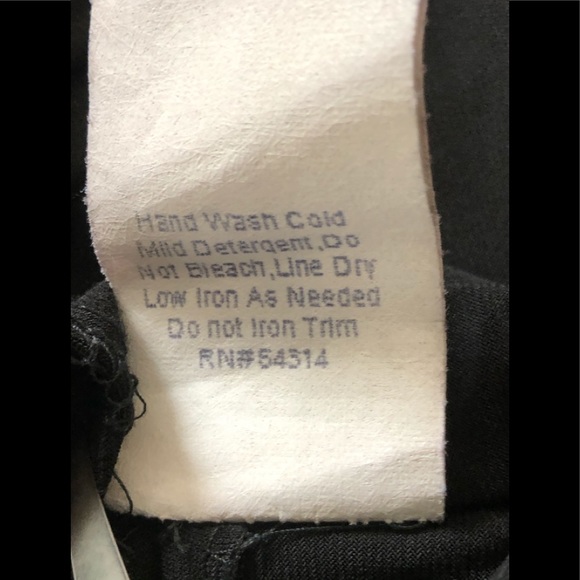 Hand Wash Cold
Mild Detergent,Do
Not Bleach,Line Dry
Low Iron As Needed
Do not Iron Trim
RN#54314